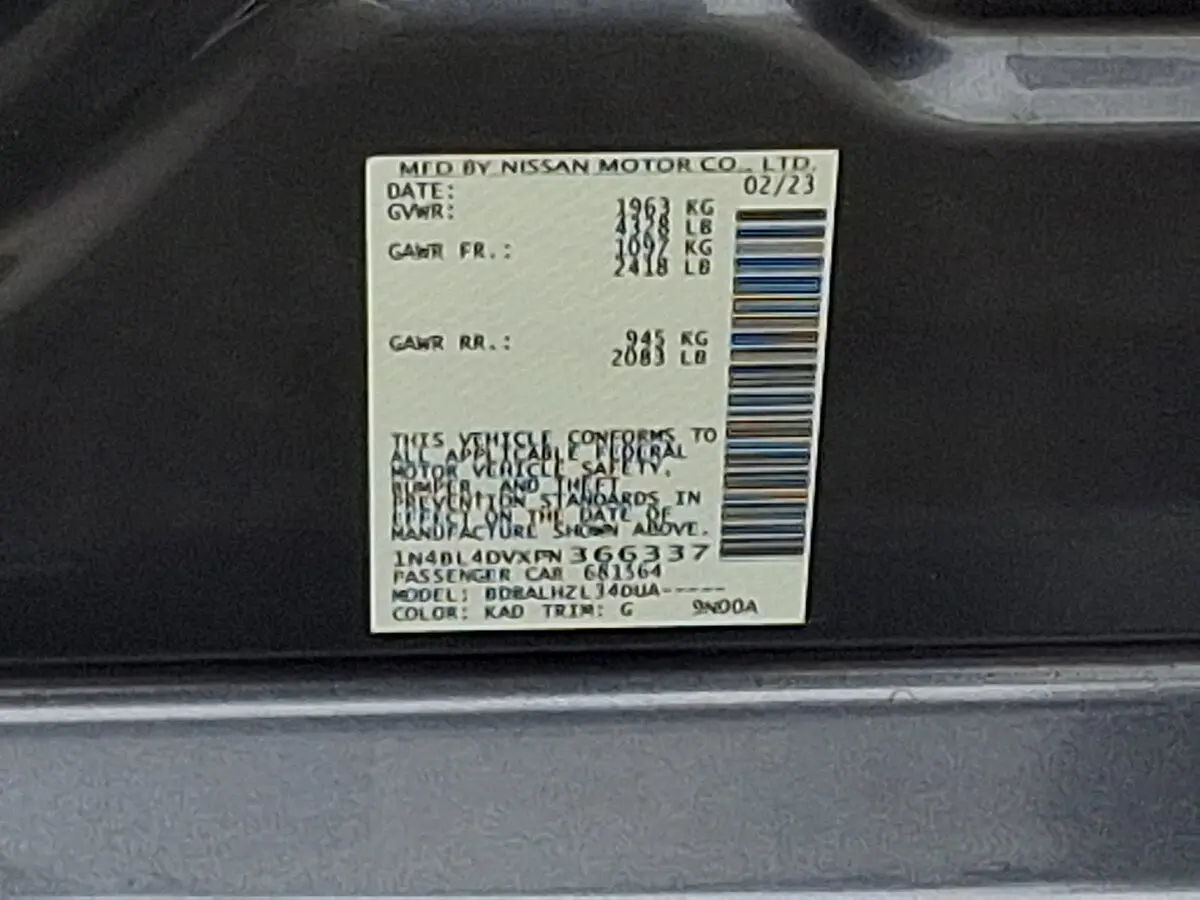 MFD BY NISSAN MOTOR CO., LTD.
DATE: 02/23
GVWR: 1963 KG
4328 LB
GAWR FR.: 1097 KG
2418 LB
GAWR RR.: 945 KG
2083 LB
THIS VEHICLE CONFORMS TO
ALL APPLICABLE FEDERAL
MOTOR VEHICLE SAFETY,
BUMPER, AND THEFT
PREVENTION STANDARDS IN
EFFECT ON THE DATE OF
MANUFACTURE SHOWN ABOVE.
1N4BL4DVXPN366337
PASSENGER CAR 681564
MODEL: BDBALHZL34DUA-----
COLOR: KAD TRIM: G 9N00A